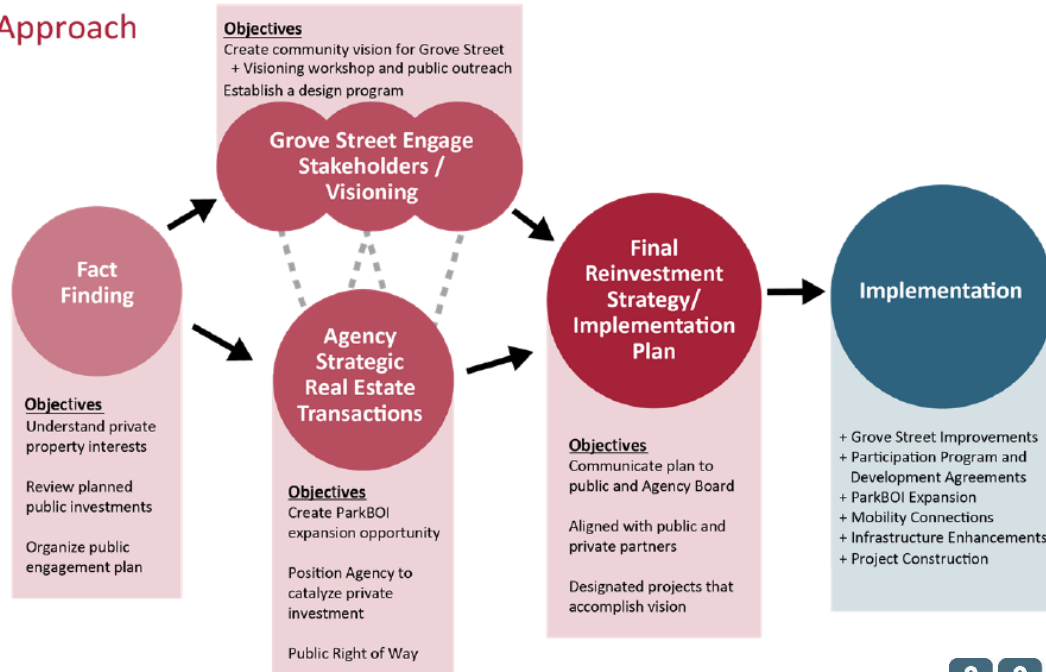 Approach
Objectives
Create community vision for Grove Street
+ Visioning workshop and public outreach
Establish a design program
Grove Street Engage
Stakeholders /
Visioning
Fact
Finding
Objectives
Understand private
property interests
Review planned
public investments
Organize public
engagement plan
Agency
Strategic
Real Estate
Transactions
Objectives
Create ParkBOI
expansion opportunity
Position Agency to
catalyze private
investment
Public Right of Way
Final
Reinvestment
Strategy/
Implementation
Plan
Objectives
Communicate plan to
public and Agency Board
Aligned with public and
private partners
Designated projects that
accomplish vision
Implementation
+ Grove Street Improvements
+ Participation Program and
Development Agreements
+ ParkBOI Expansion
+ Mobility Connections
+ Infrastructure Enhancements
+ Project Construction